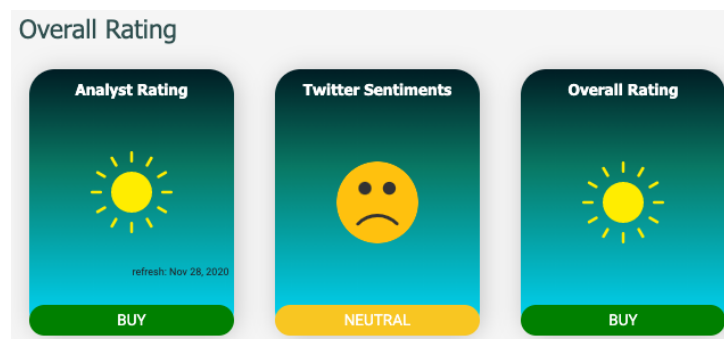 Overall Rating
Analyst Rating
refresh: Nov 28, 2020
BUY
Twitter Sentiments
NEUTRAL
Overall Rating
BUY